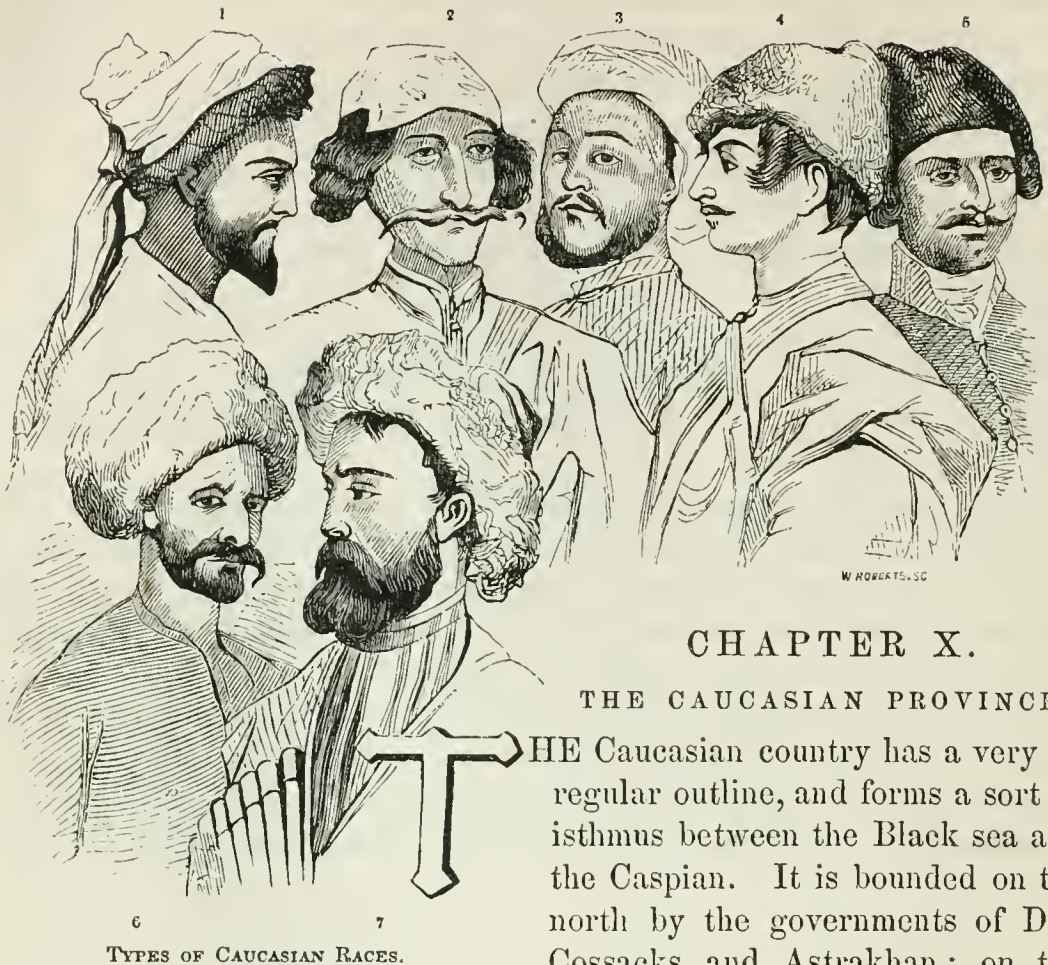 1 2 3 4 5
W ROBERTS. SC
6 7
TYPES OF CAUCASIAN RACES.
CHAPTER X.
THE CAUCASIAN PROVINC
THE Caucasian country has a very
regular outline, and forms a sort
isthmus between the Black sea
the Caspian. It is bounded on
north by the governments of
Cossacks and Astrakhan; on